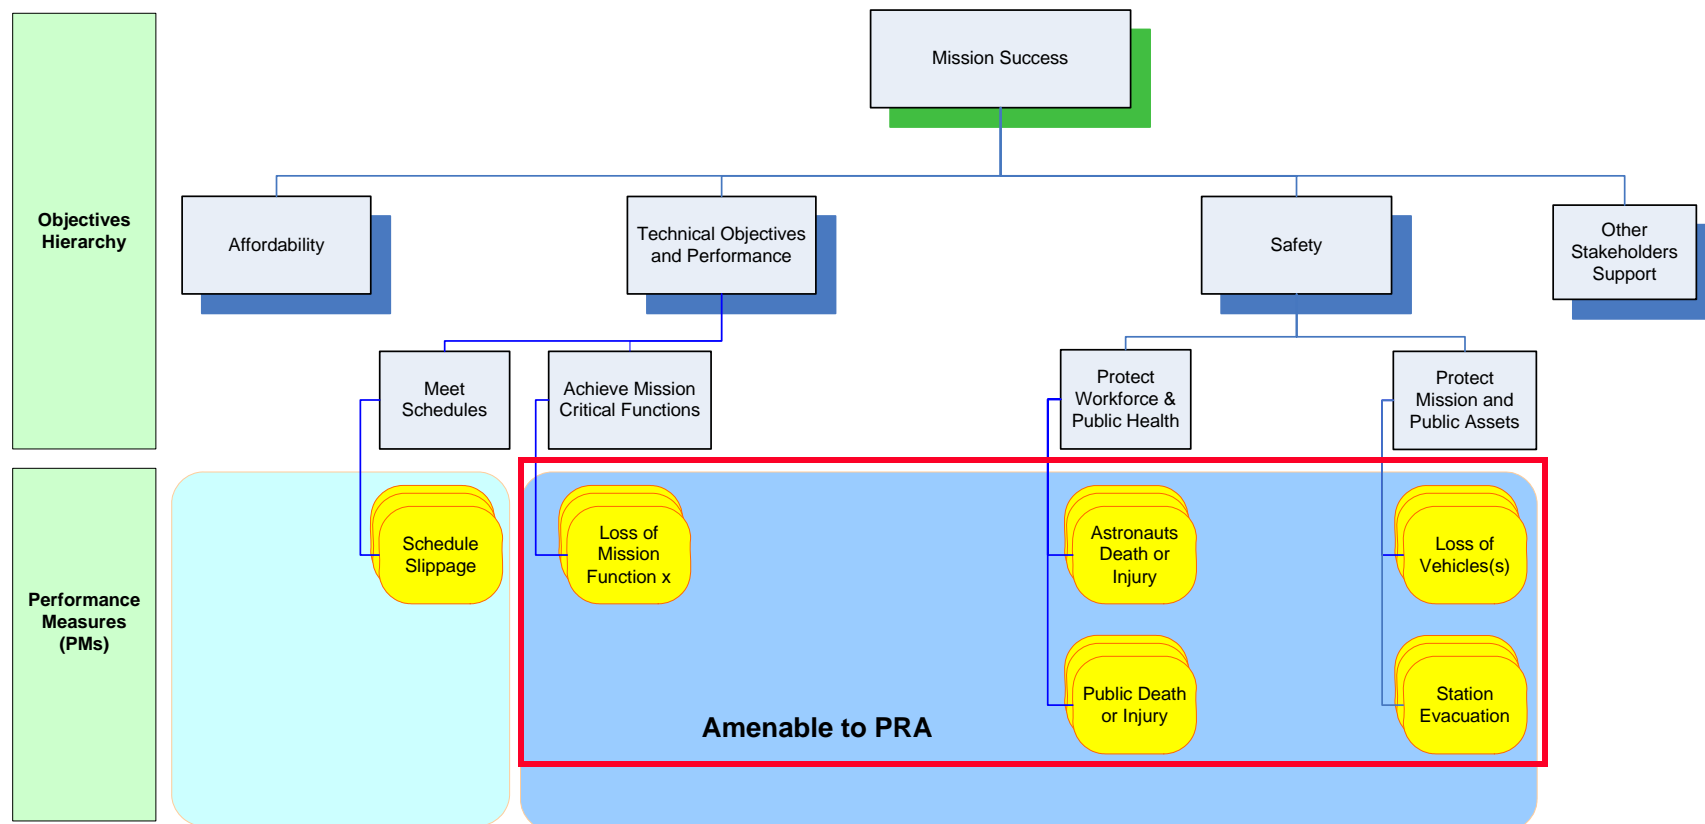 Mission Success
Objectives
Hierarchy
Affordability
Technical Objectives
and Performance
Safety
Other
Stakeholders
Support
Meet
Schedules
Achieve Mission
Critical Functions
Protect
Workforce &
Public Health
Protect
Mission and
Public Assets
Performance
Measures
(PMs)
Schedule
Slippage
Loss of
Mission
Function x
Astronauts
Death or
Injury
Loss of
Vehicles(s)
Public Death
or Injury
Station
Evacuation
Amenable to PRA